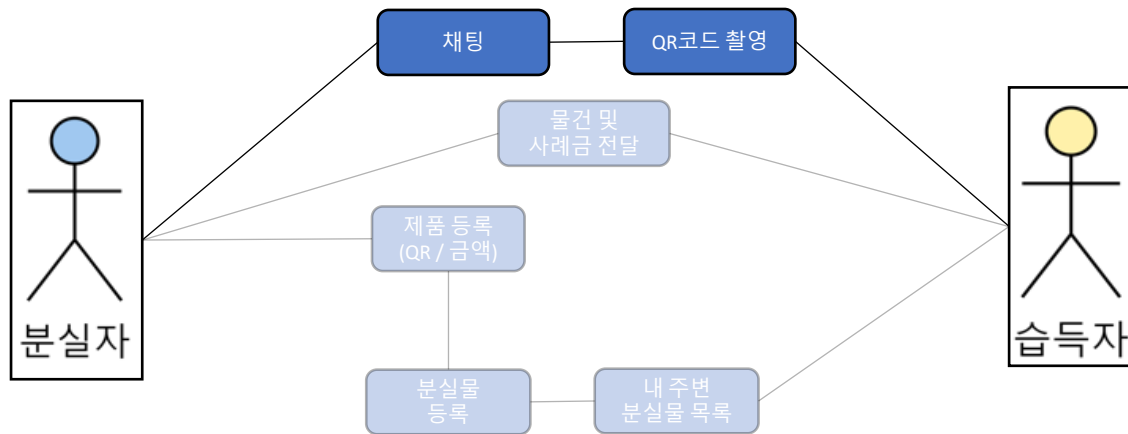 채팅
QR코드 촬영
물건 및
사례금 전달
제품 등록
(QR / 금액)
분실자
습득자
분실물
등록
내 주변
분실물 목록